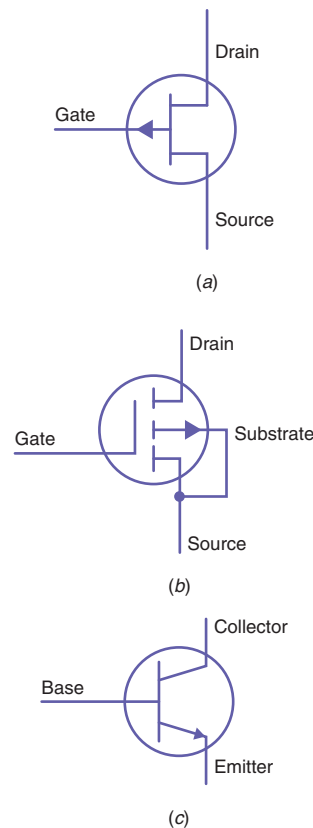 Drain
Gate
Source
(a)
Drain
Gate
Substrate
Source
(b)
Collector
Base
Emitter
(c)